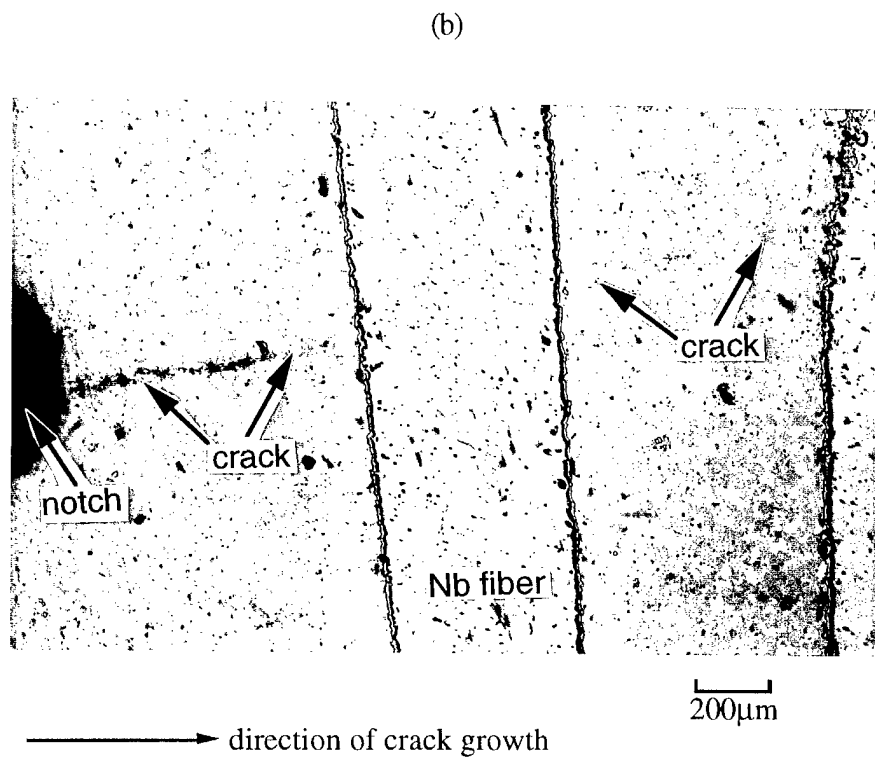 (b)
crack
crack
notch
Nb fiber
200μm
direction of crack growth